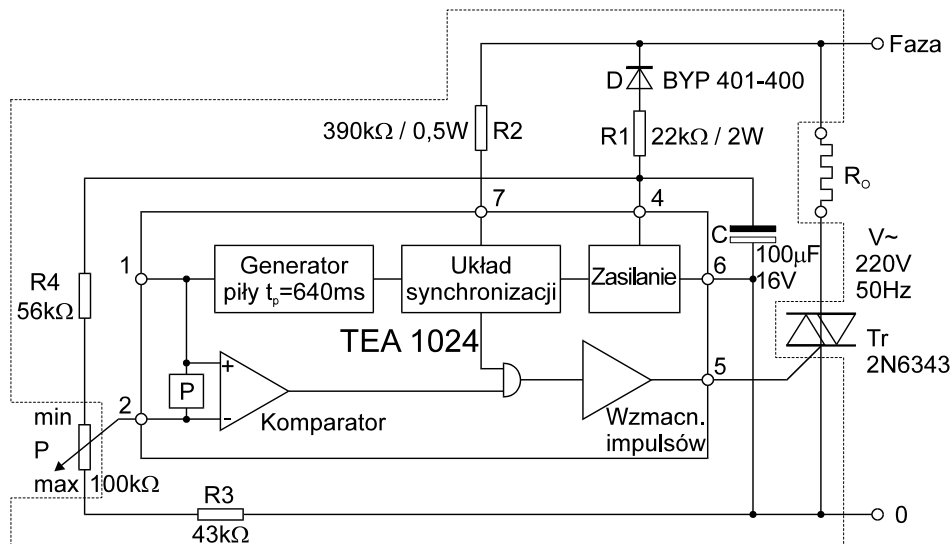 Faza
D BYP 401-400
390kΩ / 0,5W R2
R1 22kΩ / 2W
R₀
7 4
C
100μF
16V
V~
220V
50Hz
1 6
Generator
piły tₚ=640ms
Układ
synchronizacji
Zasilanie
R4
56kΩ
TEA 1024
Tr
2N6343
+
P
-
5
2
Komparator
Wzmacn.
impulsów
min
P
max 100kΩ
R3
43kΩ
0